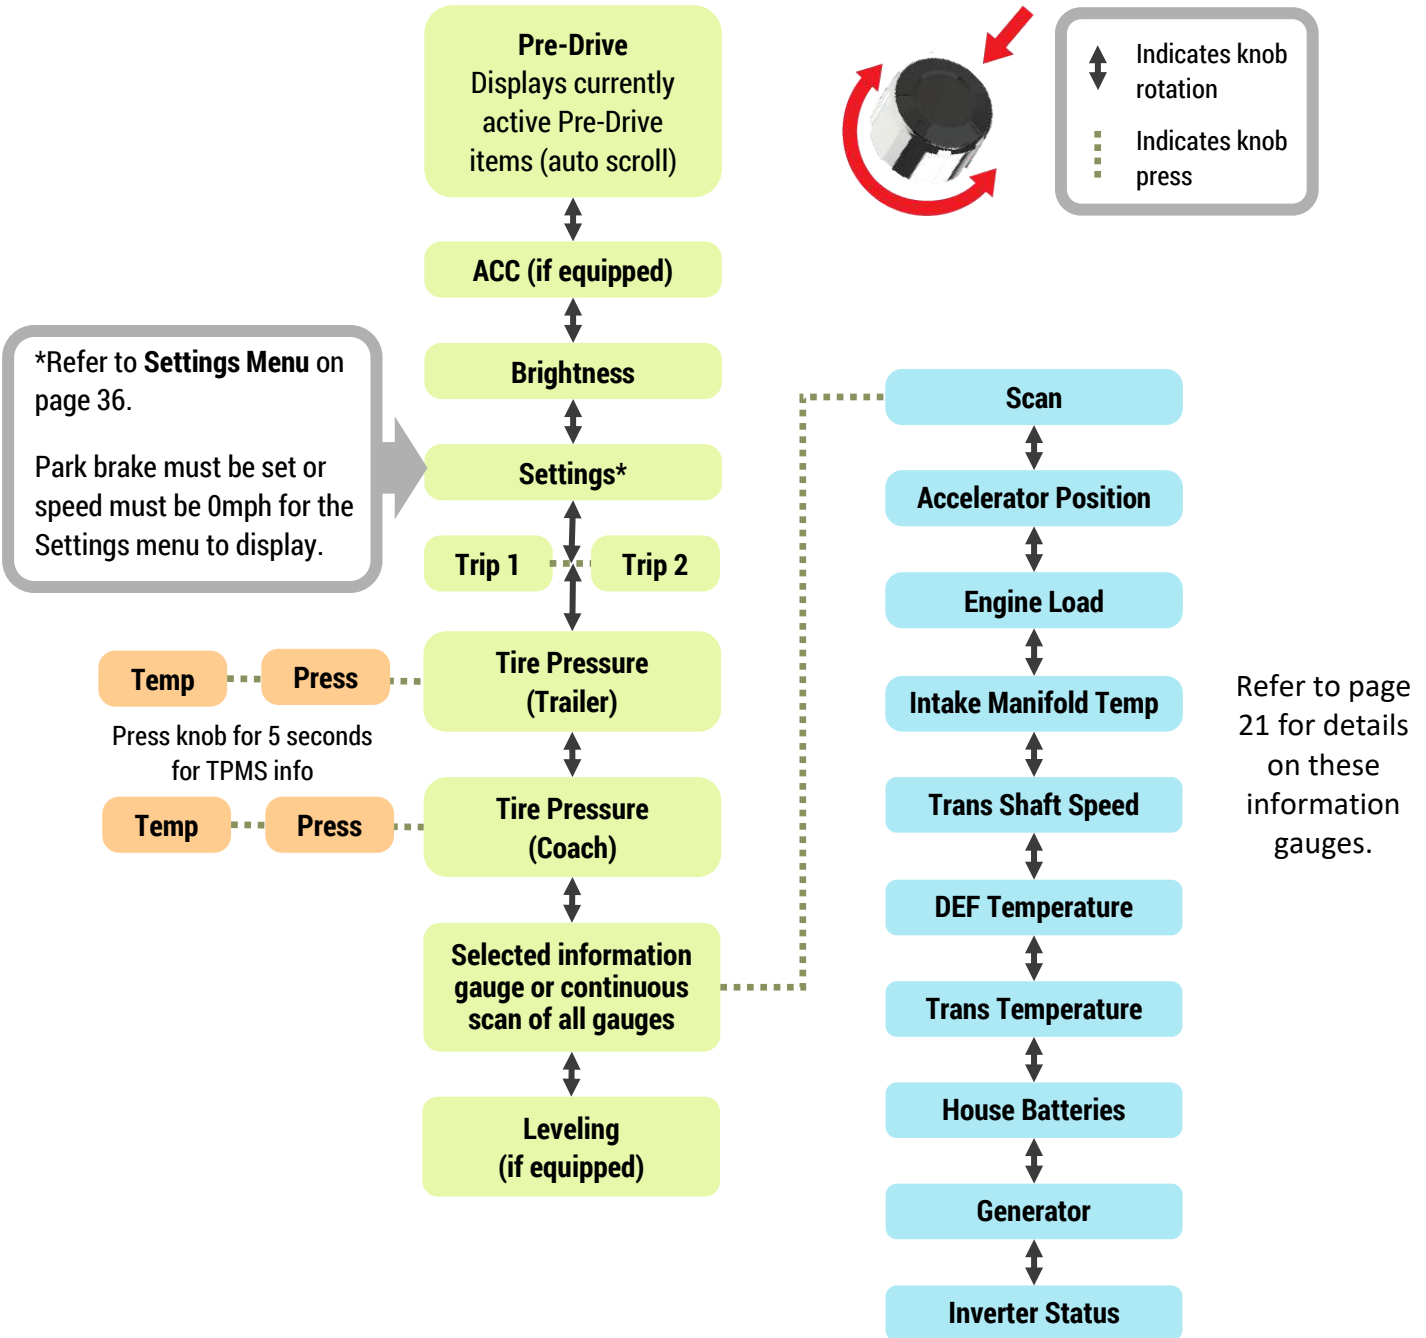 Pre-Drive
Displays currently
active Pre-Drive
items (auto scroll)
Indicates knob
rotation
Indicates knob
press
ACC (if equipped)
Brightness
Settings*
*Refer to Settings Menu on
page 36.
Park brake must be set or
speed must be 0mph for the
Settings menu to display.
Trip 1
Trip 2
Tire Pressure
(Trailer)
Temp
Press
Press knob for 5 seconds
for TPMS info
Temp
Press
Tire Pressure
(Coach)
Selected information
gauge or continuous
scan of all gauges
Leveling
(if equipped)
Scan
Accelerator Position
Engine Load
Intake Manifold Temp
Trans Shaft Speed
DEF Temperature
Trans Temperature
House Batteries
Generator
Inverter Status
Refer to page
21 for details
on these
information
gauges.